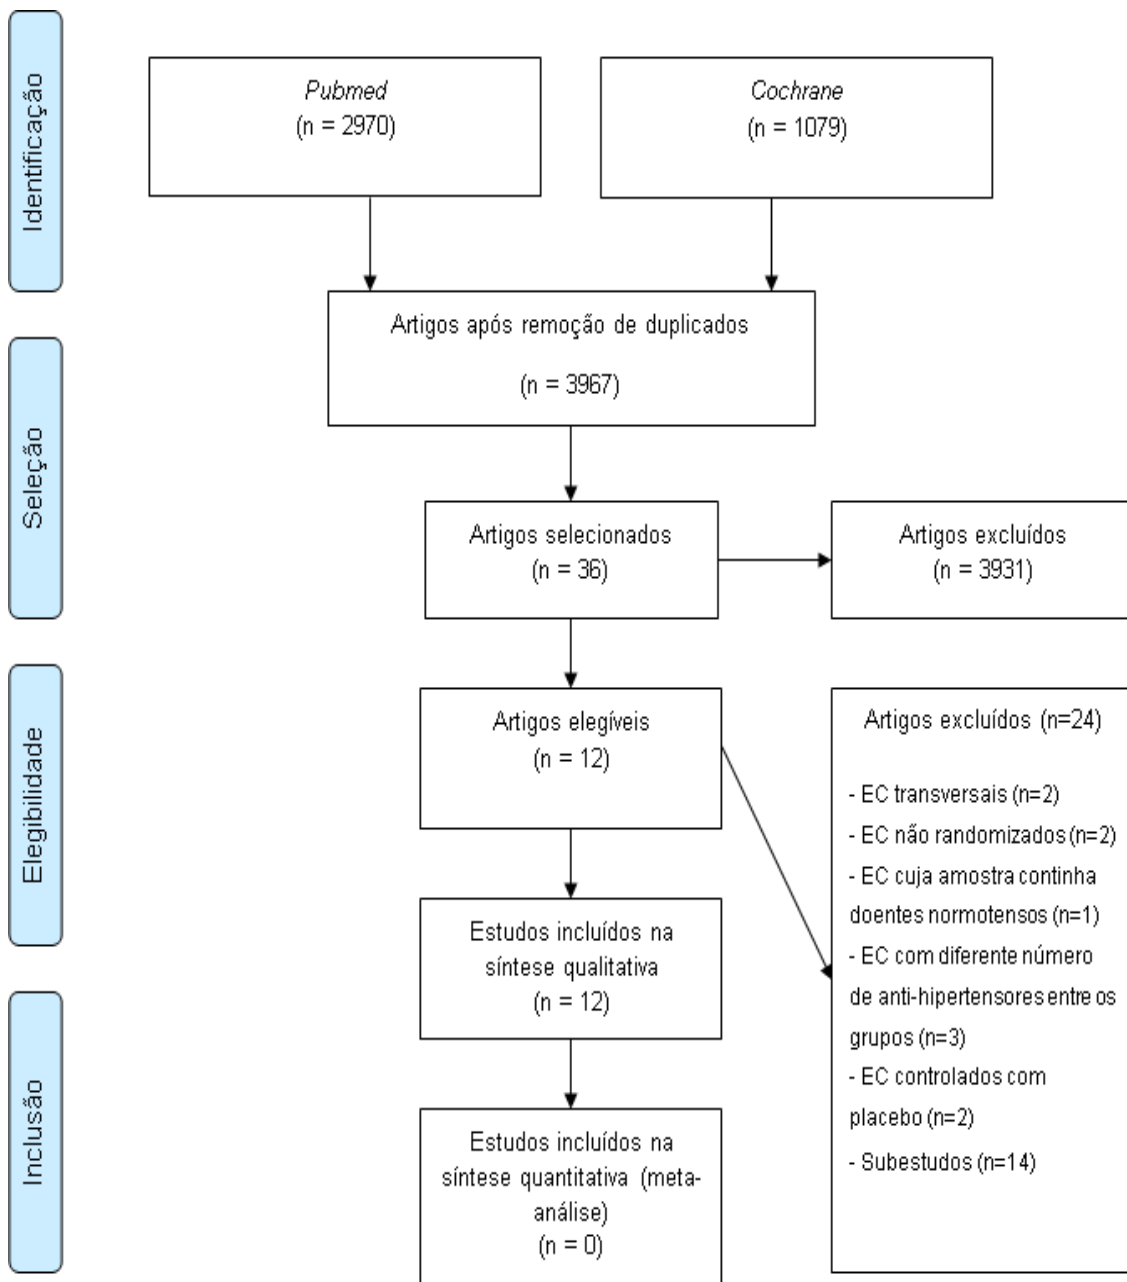 Identificação
Pubmed
(n = 2970)
Cochrane
(n = 1079)
Artigos após remoção de duplicados
(n = 3967)
Seleção
Artigos selecionados
(n = 36)
Artigos excluídos
(n = 3931)
Elegibilidade
Artigos elegíveis
(n = 12)
Artigos excluídos (n=24)
- EC transversais (n=2)
- EC não randomizados (n=2)
- EC cuja amostra continha
doentes normotensos (n=1)
- EC com diferente número
de anti-hipertensores entre os
grupos (n=3)
- EC controlados com
placebo (n=2)
- Subestudos (n=14)
Estudos incluídos na
síntese qualitativa
(n = 12)
Inclusão
Estudos incluídos na
síntese quantitativa (meta-
análise)
(n = 0)